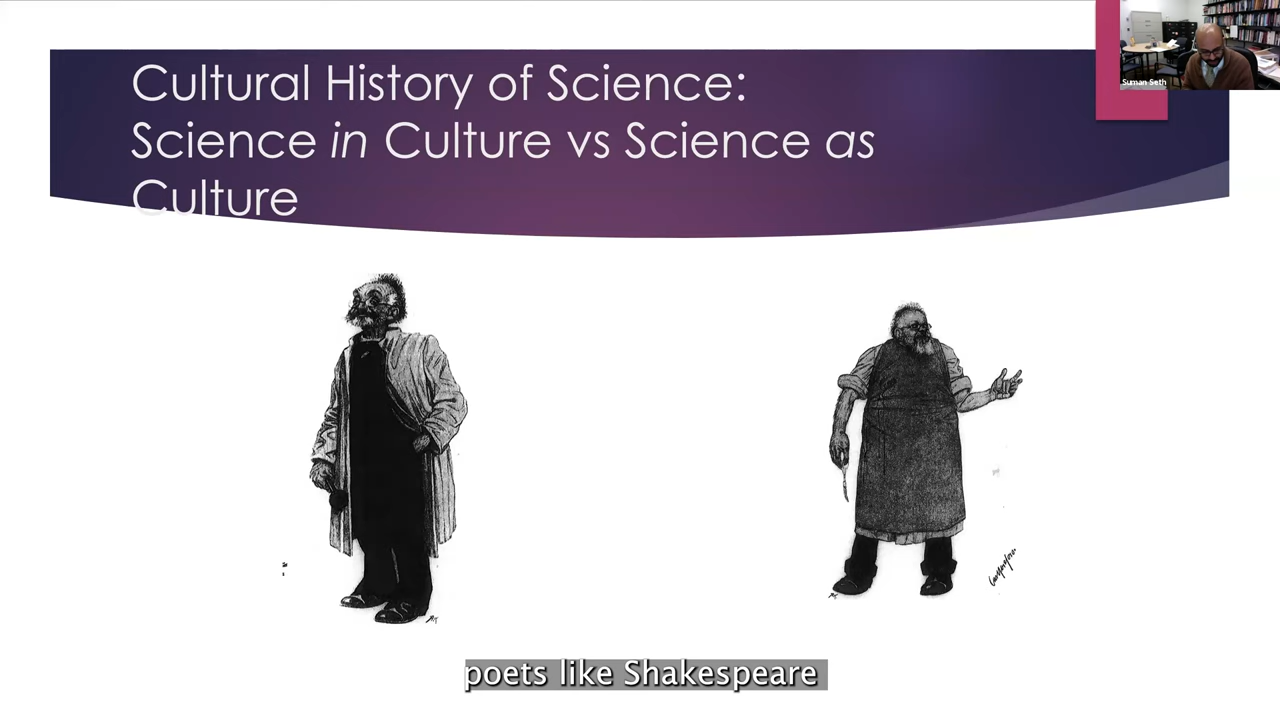 Cultural History of Science:
Science in Culture vs Science as
Culture
Suman Seth
poets like Shakespeare